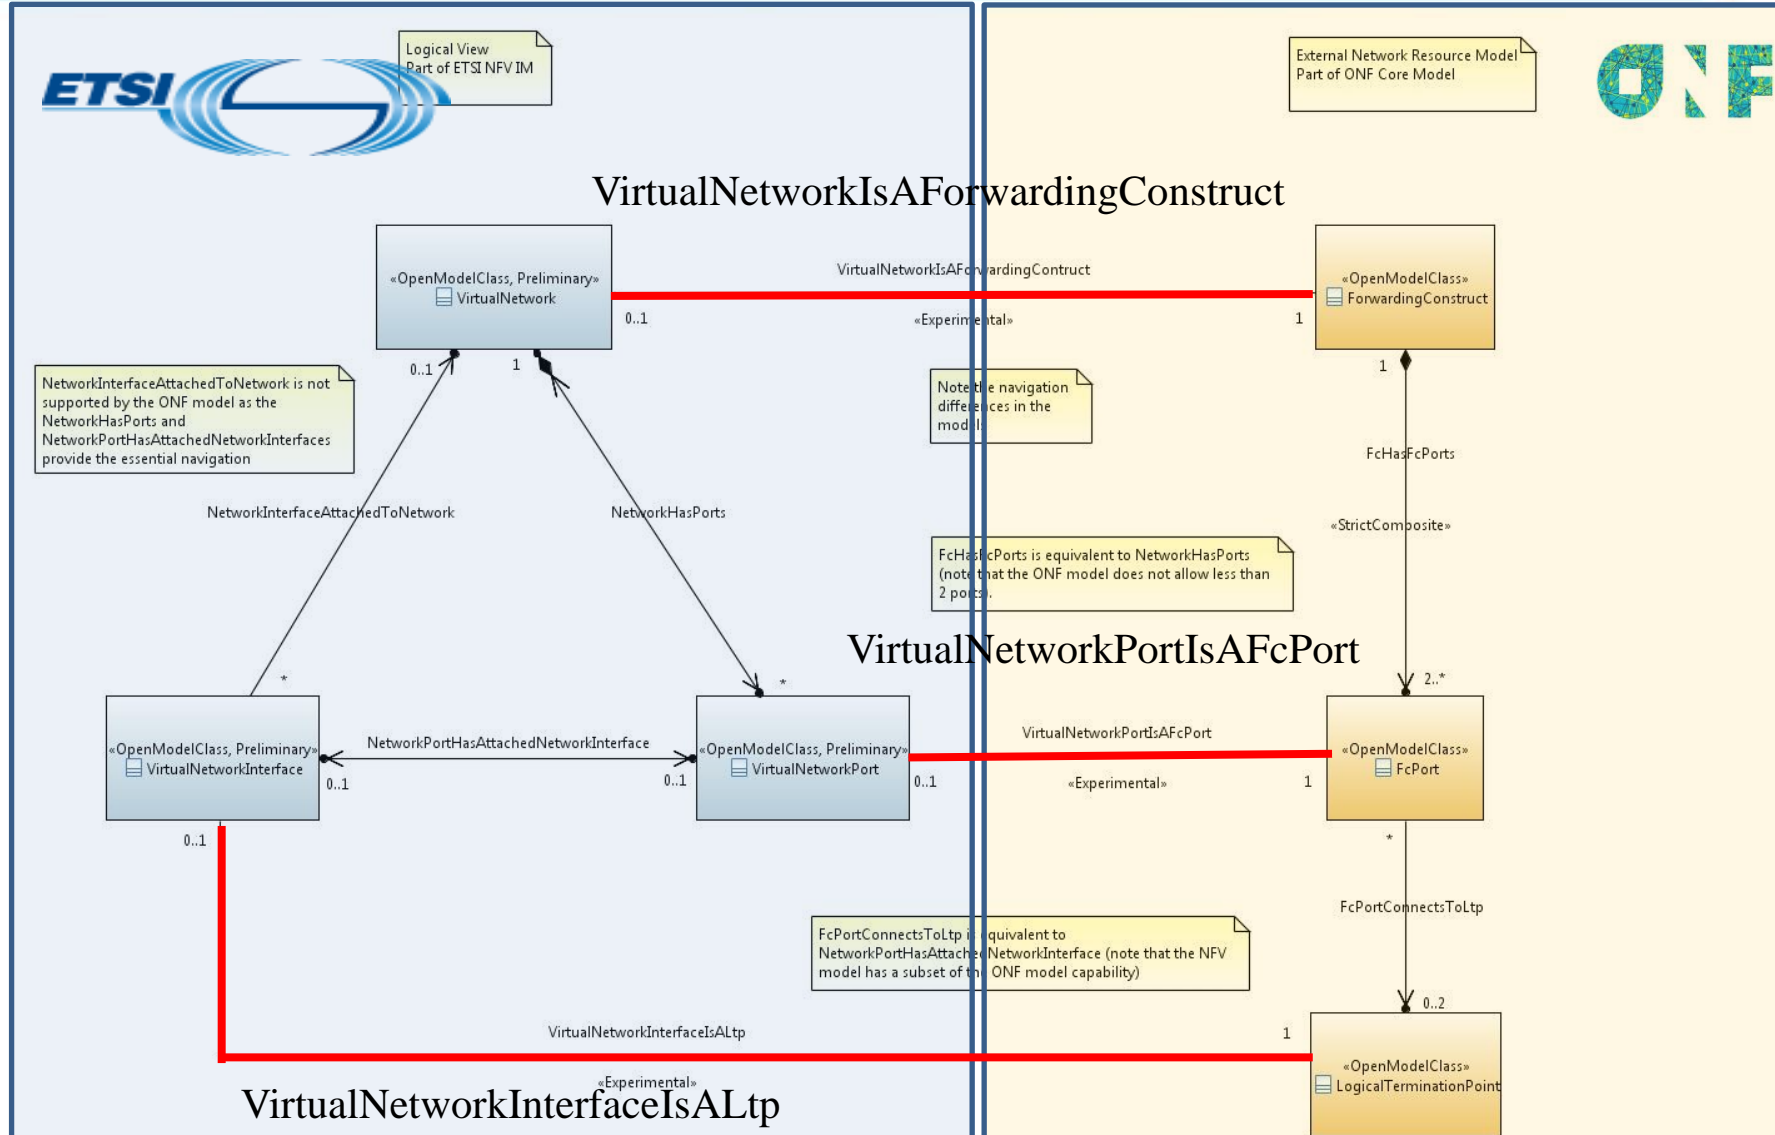 ETSI
Logical View
Part of ETSI NFV IM
External Network Resource Model
Part of ONF Core Model
ONF
VirtualNetworkIsAForwardingConstruct
«OpenModelClass, Preliminary»
VirtualNetwork
VirtualNetworkIsAForwardingContruct
0..1
«Experimental»
1
«OpenModelClass»
ForwardingConstruct
0..1
1
1
NetworkInterfaceAttachedToNetwork is not
supported by the ONF model as the
NetworkHasPorts and
NetworkPortHasAttachedNetworkInterfaces
provide the essential navigation
Note the navigation
differences in the
models
FcHasFcPorts
NetworkInterfaceAttachedToNetwork
NetworkHasPorts
«StrictComposite»
FcHasFcPorts is equivalent to NetworkHasPorts
(note that the ONF model does not allow less than
2 ports).
VirtualNetworkPortIsAFcPort
*
*
2..*
«OpenModelClass, Preliminary»
VirtualNetworkInterface
NetworkPortHasAttachedNetworkInterface
0..1
0..1
«OpenModelClass, Preliminary»
VirtualNetworkPort
VirtualNetworkPortIsAFcPort
0..1
«Experimental»
1
«OpenModelClass»
FcPort
0..1
*
FcPortConnectsToLtp
FcPortConnectsToLtp is equivalent to
NetworkPortHasAttachedNetworkInterface (note that the NFV
model has a subset of the ONF model capability)
0..2
VirtualNetworkInterfaceIsALtp
1
«Experimental»
«OpenModelClass»
LogicalTerminationPoint
VirtualNetworkInterfaceIsALtp